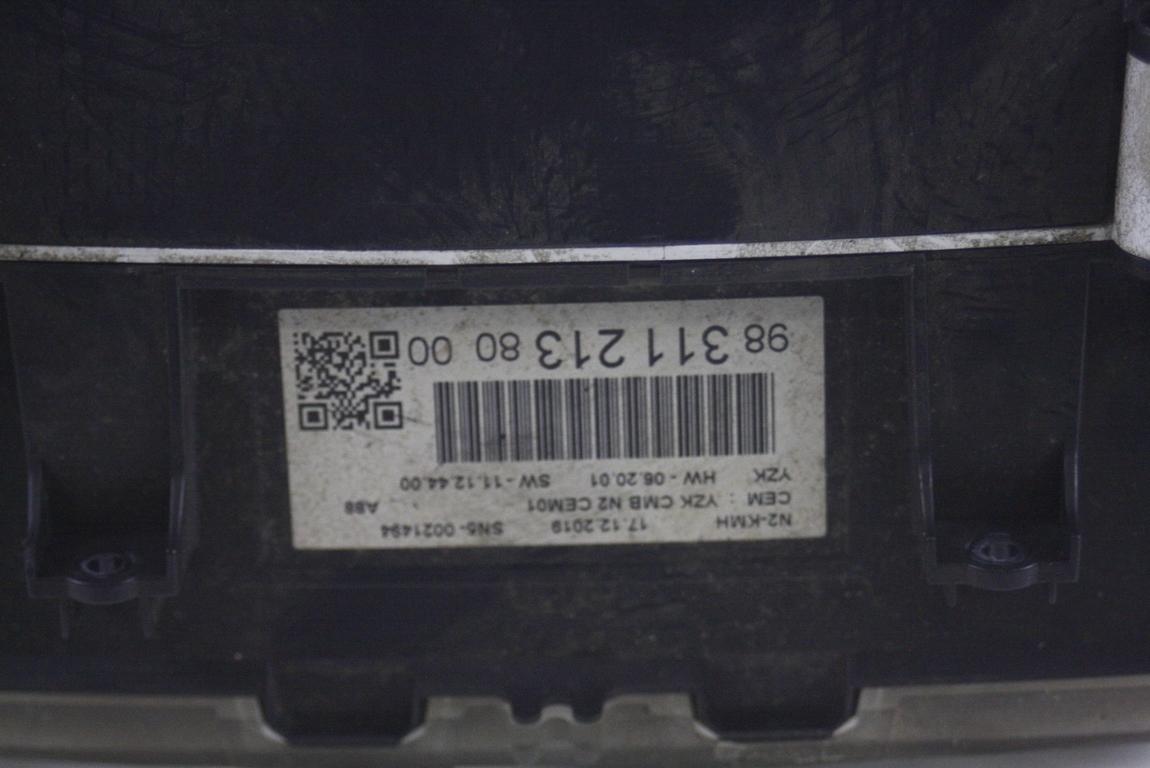 N2-KMH 17.12.2019 SN5-0021494
CEM : YZK CMB N2 CEM01
YZK HW - 06.20.01 SW - 11.12.44.00
98 311 213 80 00